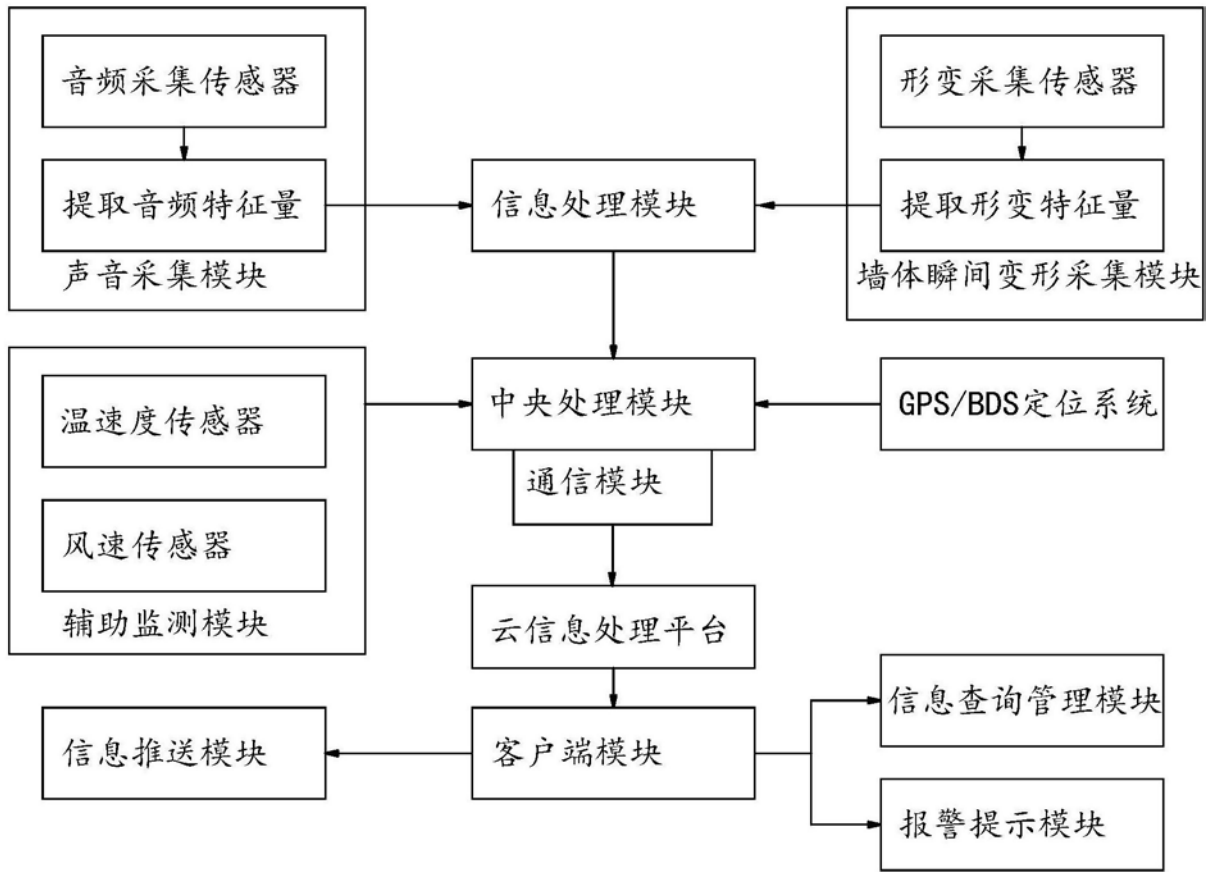 音频采集传感器
形变采集传感器
提取音频特征量
信息处理模块
提取形变特征量
声音采集模块
墙体瞬间变形采集模块
温速度传感器
中央处理模块
GPS/BDS定位系统
通信模块
风速传感器
辅助监测模块
云信息处理平台
信息查询管理模块
信息推送模块
客户端模块
报警提示模块